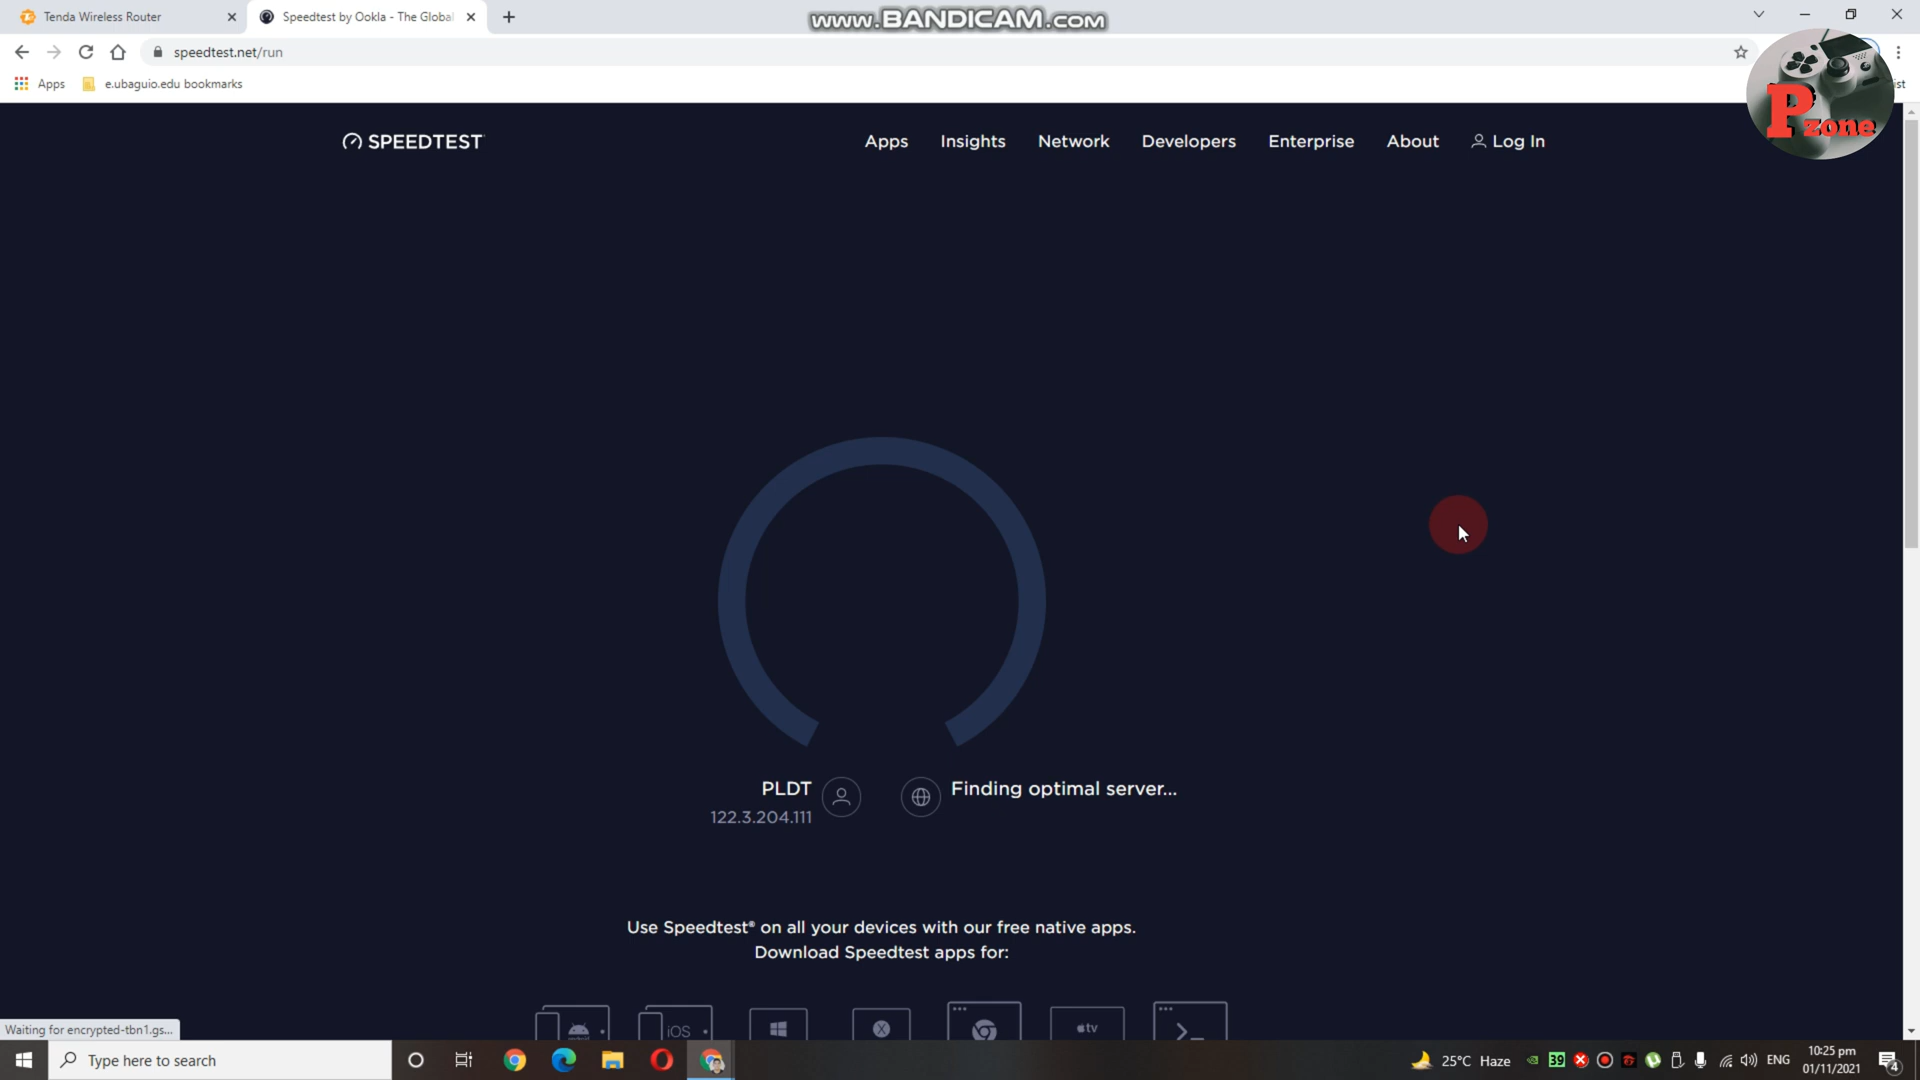 Tenda Wireless Router
Speedtest by Ookla - The Global
www.BANDICAM.com
speedtest.net/run
Apps
e.ubaguio.edu bookmarks
ist
P zone
SPEEDTEST
Apps Insights Network Developers Enterprise About Log In
PLDT
122.3.204.111
Finding optimal server...
Use Speedtest® on all your devices with our free native apps.
Download Speedtest apps for:
iOS
tv
Waiting for encrypted-tbn1.gs...
Type here to search
25°C Haze
39
ENG
10:25 pm
01/11/2021
4